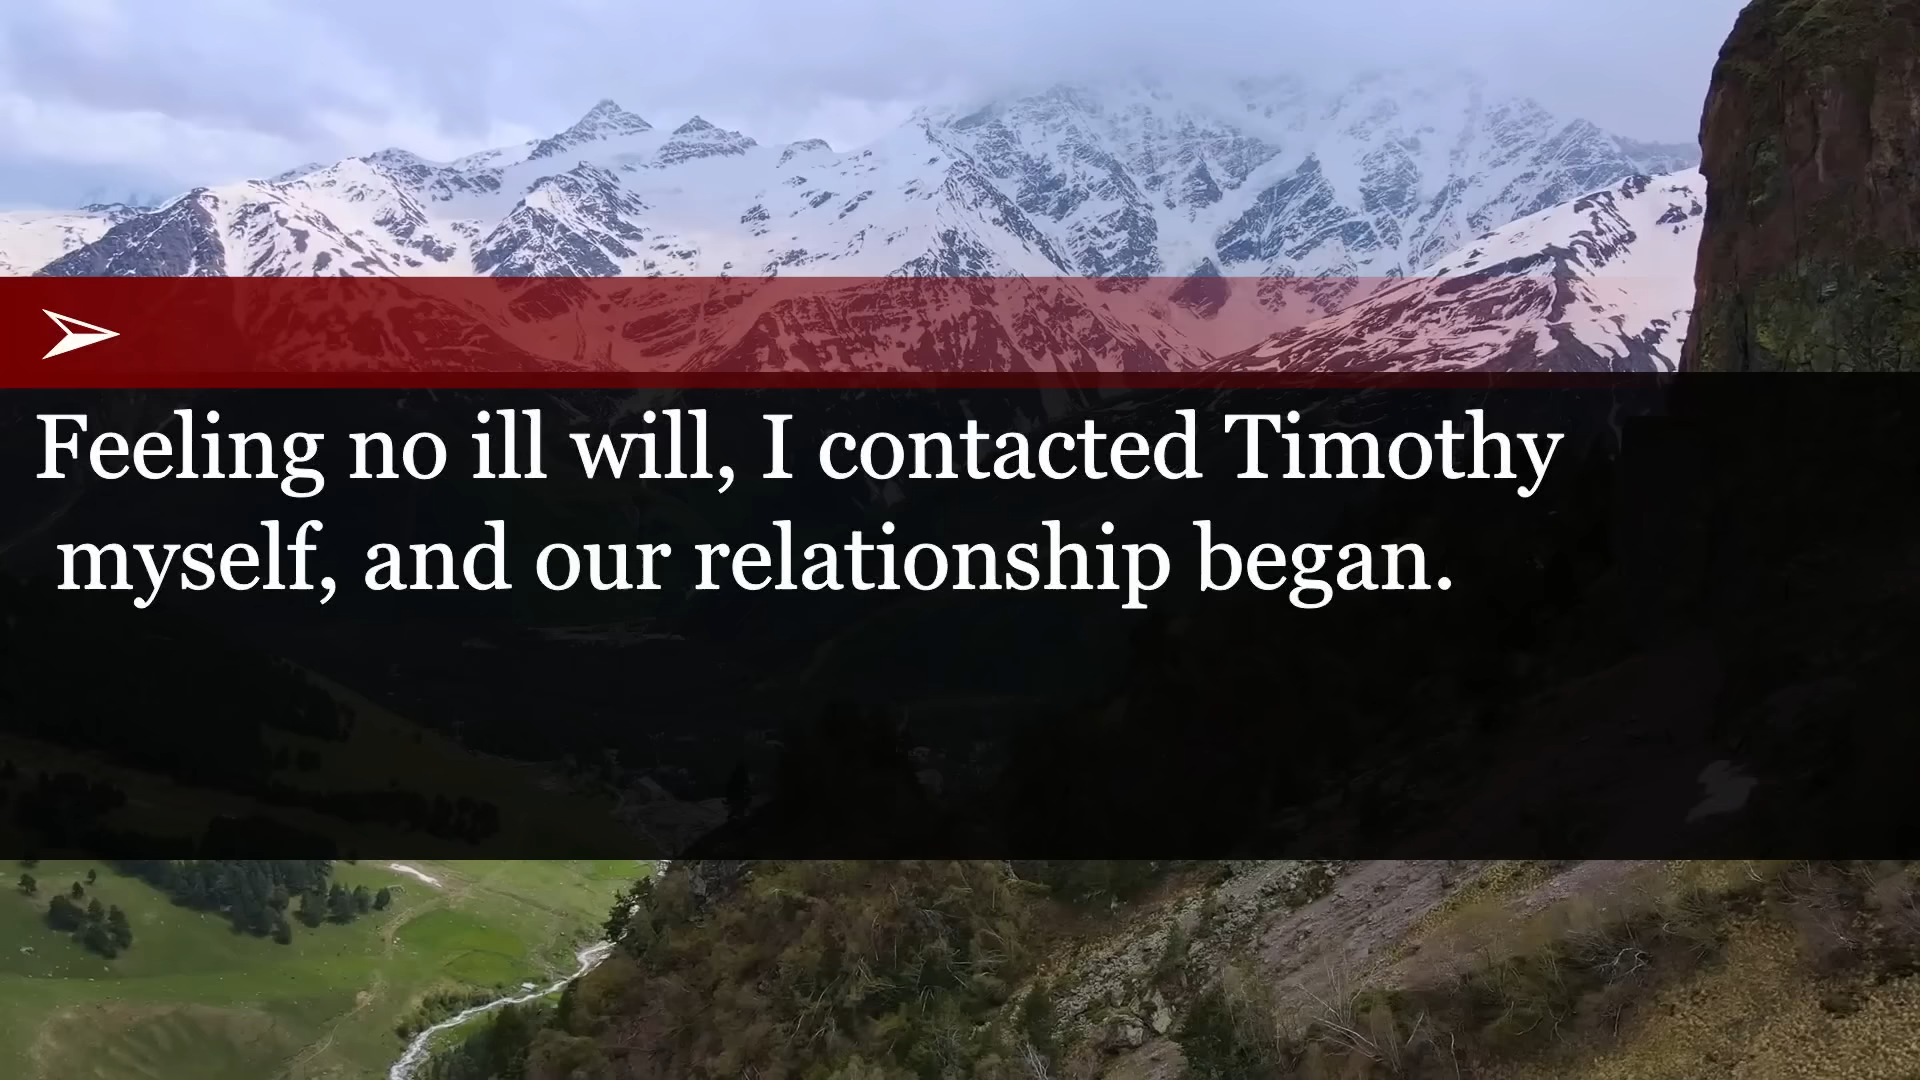 Feeling no ill will, I contacted Timothy
myself, and our relationship began.